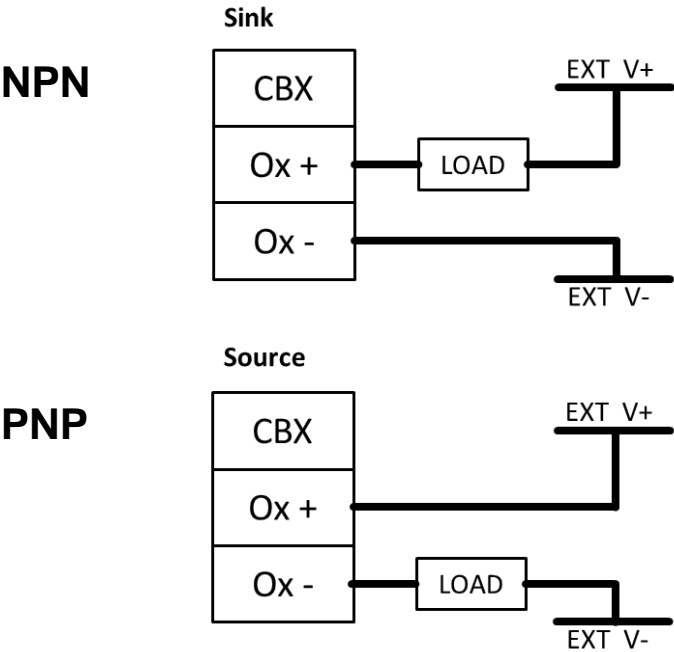 Sink
NPN
CBX
EXT V+
Ox +
LOAD
Ox -
EXT V-
Source
PNP
CBX
EXT V+
Ox +
Ox -
LOAD
EXT V-